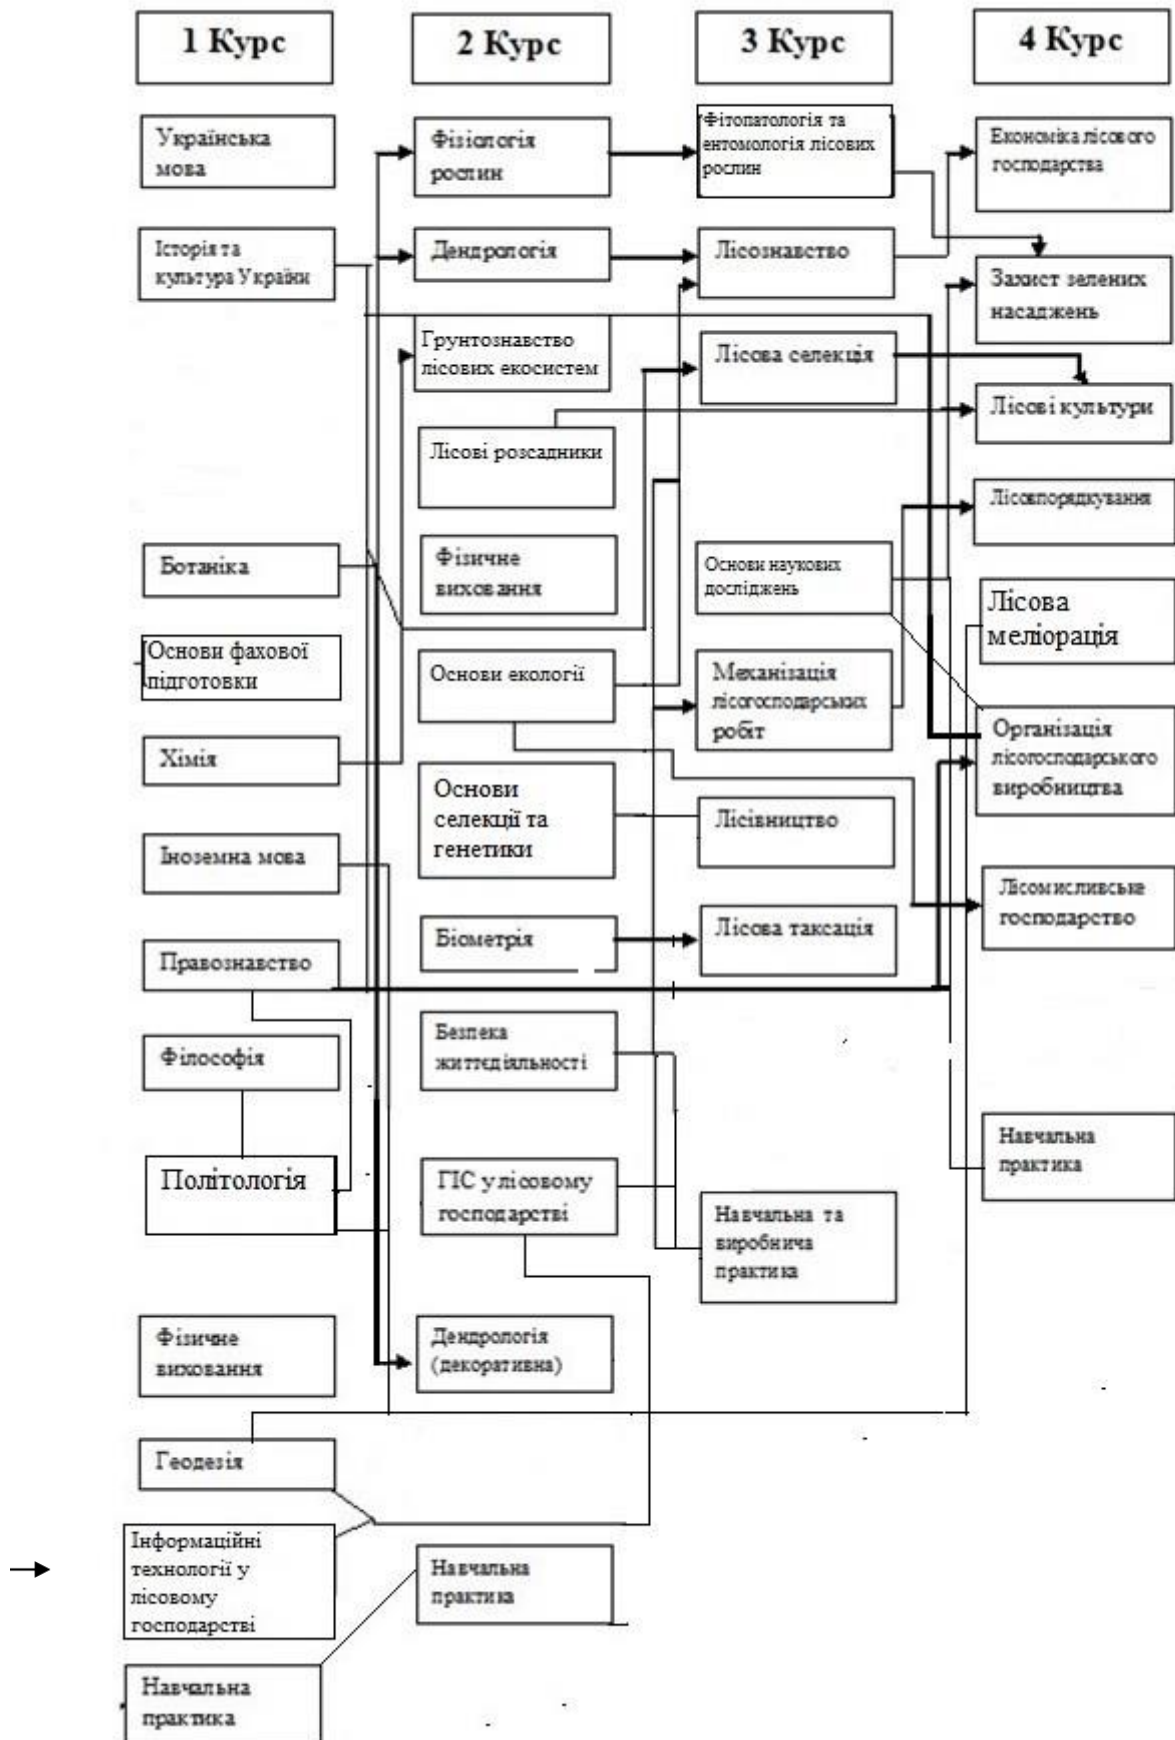 1 Курс
2 Курс
3 Курс
4 Курс
Українська
мова
Історія та
культура України
Ботаніка
Основи фахової
підготовки
Хімія
Іноземна мова
Правознавство
Філософія
Політологія
Фізичне
виховання
Геодезія
Інформаційні
технології у
лісовому
господарстві
Навчальна
практика
Фізіологія
рослин
Дендрологія
Грунтознавство
лісових екосистем
Лісові розсадники
Фізичне
виховання
Основи екології
Основи
селекції та
генетики
Біометрія
Безпека
життєдіяльності
ГІС у лісовому
господарстві
Дендрологія
(декоративна)
Навчальна
практика
Фітопатологія та
ентомологія лісових
рослин
Лісознавство
Лісова селекція
Основи наукових
досліджень
Механізація
лісогосподарських
робіт
Лісівництво
Лісова таксація
Навчальна та
виробнича
практика
Економіка лісового
господарства
Захист зелених
насаджень
Лісові культури
Лісовпорядкування
Лісова
меліорація
Організація
лісогосподарського
виробництва
Лісомисливське
господарство
Навчальна
практика